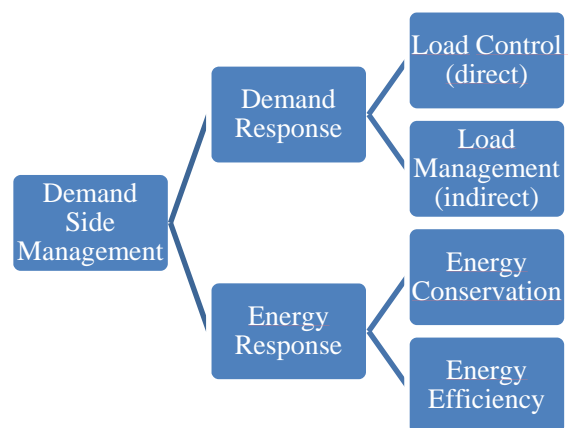 Demand
Side
Management
Demand
Response
Load Control
(direct)
Load
Management
(indirect)
Energy
Response
Energy
Conservation
Energy
Efficiency